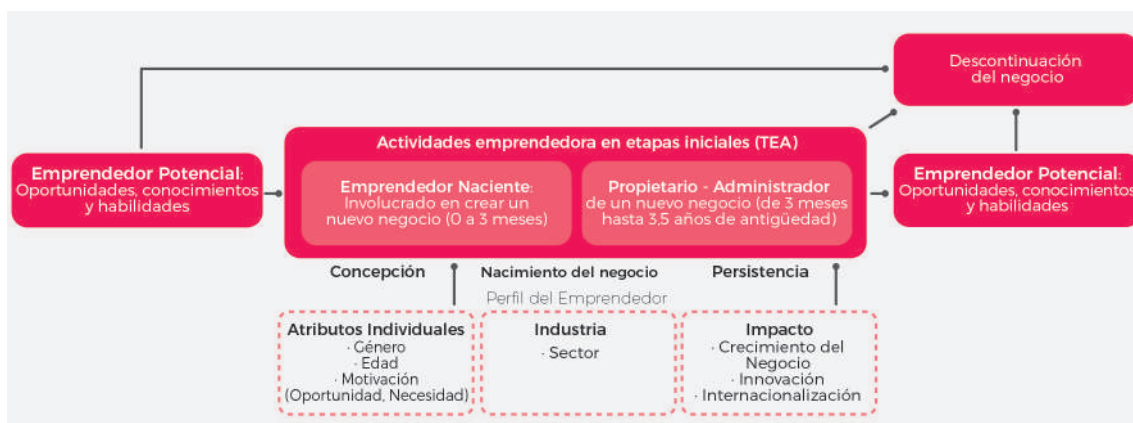 Descontinuación
del negocio
Actividades emprendedora en etapas iniciales (TEA)
Emprendedor Potencial:
Oportunidades, conocimientos
y habilidades
Emprendedor Naciente:
Involucrado en crear un
nuevo negocio (0 a 3 meses)
Propietario - Administrador
de un nuevo negocio (de 3 meses
hasta 3,5 años de antigüedad)
Emprendedor Potencial:
Oportunidades, conocimientos
y habilidades
Concepción
Nacimiento del negocio
Persistencia
Perfil del Emprendedor
Atributos Individuales
· Género
· Edad
· Motivación
(Oportunidad, Necesidad)
Industria
· Sector
Impacto
· Crecimiento del
Negocio
· Innovación
· Internacionalización